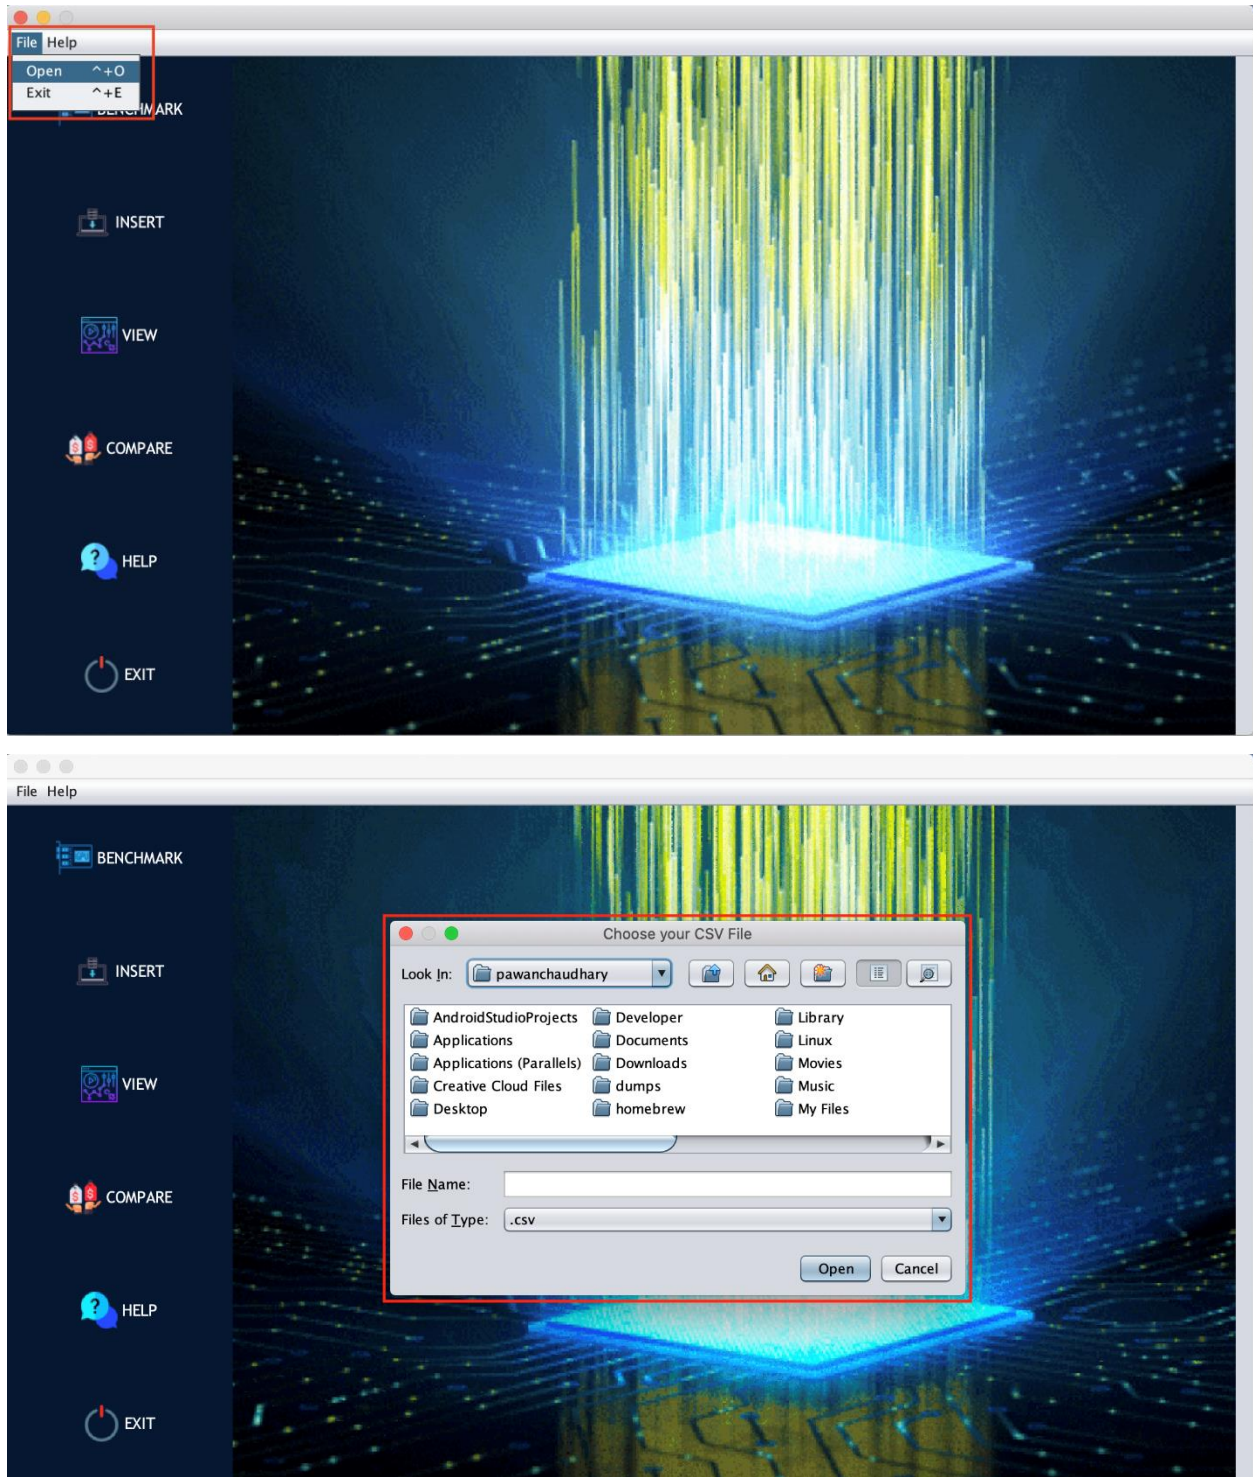 File Help
Open ^+O
Exit ^+E
BENCHMARK
INSERT
VIEW
COMPARE
HELP
EXIT
File Help
BENCHMARK
INSERT
VIEW
COMPARE
HELP
EXIT
Choose your CSV File
Look In: pawanchaudhary
AndroidStudioProjects Developer Library
Applications Documents Linux
Applications (Parallels) Downloads Movies
Creative Cloud Files dumps Music
Desktop homebrew My Files
File Name:
Files of Type: .csv
Open Cancel